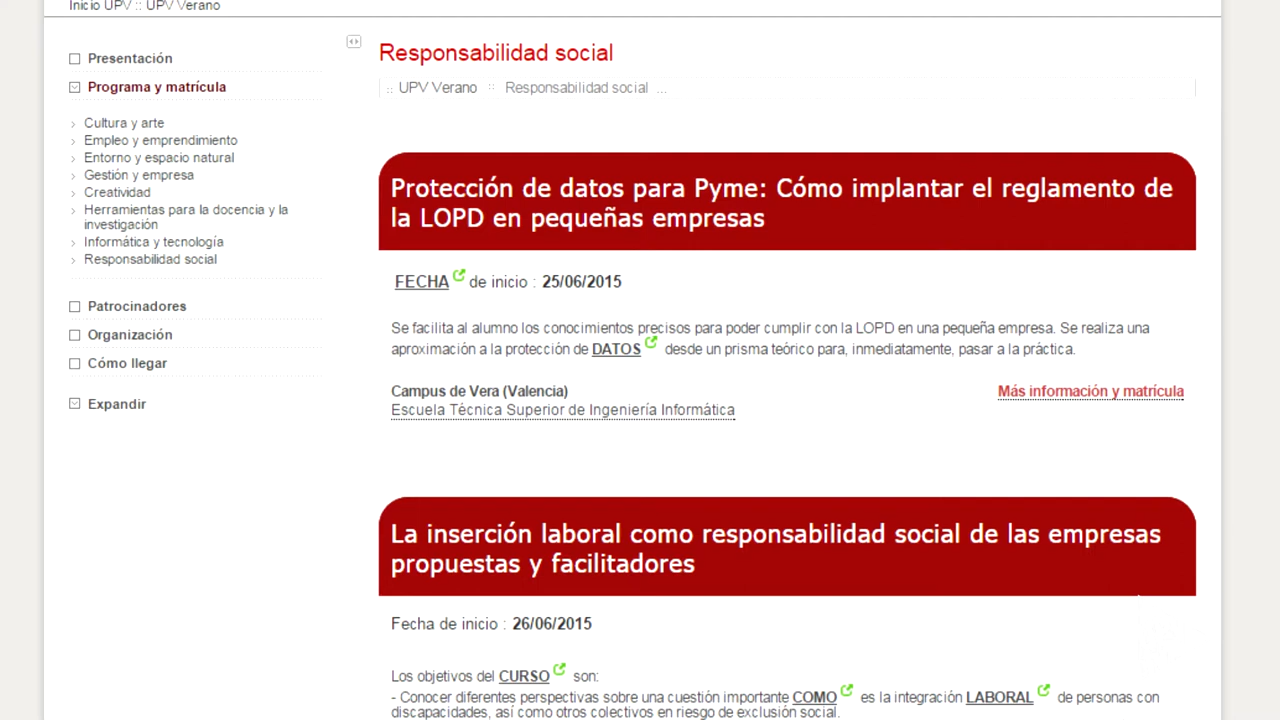 Inicio UPV :: UPV Verano
Presentación
Programa y matrícula
Cultura y arte
Empleo y emprendimiento
Entorno y espacio natural
Gestión y empresa
Creatividad
Herramientas para la docencia y la
investigación
Informática y tecnología
Responsabilidad social
Patrocinadores
Organización
Cómo llegar
Expandir
Responsabilidad social
:: UPV Verano :: Responsabilidad social ...
Protección de datos para Pyme: Cómo implantar el reglamento de
la LOPD en pequeñas empresas
FECHA de inicio : 25/06/2015
Se facilita al alumno los conocimientos precisos para poder cumplir con la LOPD en una pequeña empresa. Se realiza una
aproximación a la protección de DATOS desde un prisma teórico para, inmediatamente, pasar a la práctica.
Campus de Vera (Valencia)
Más información y matrícula
Escuela Técnica Superior de Ingeniería Informática
La inserción laboral como responsabilidad social de las empresas
propuestas y facilitadores
Fecha de inicio : 26/06/2015
Los objetivos del CURSO son:
- Conocer diferentes perspectivas sobre una cuestión importante COMO es la integración LABORAL de personas con
discapacidades, así como otros colectivos en riesgo de exclusión social.